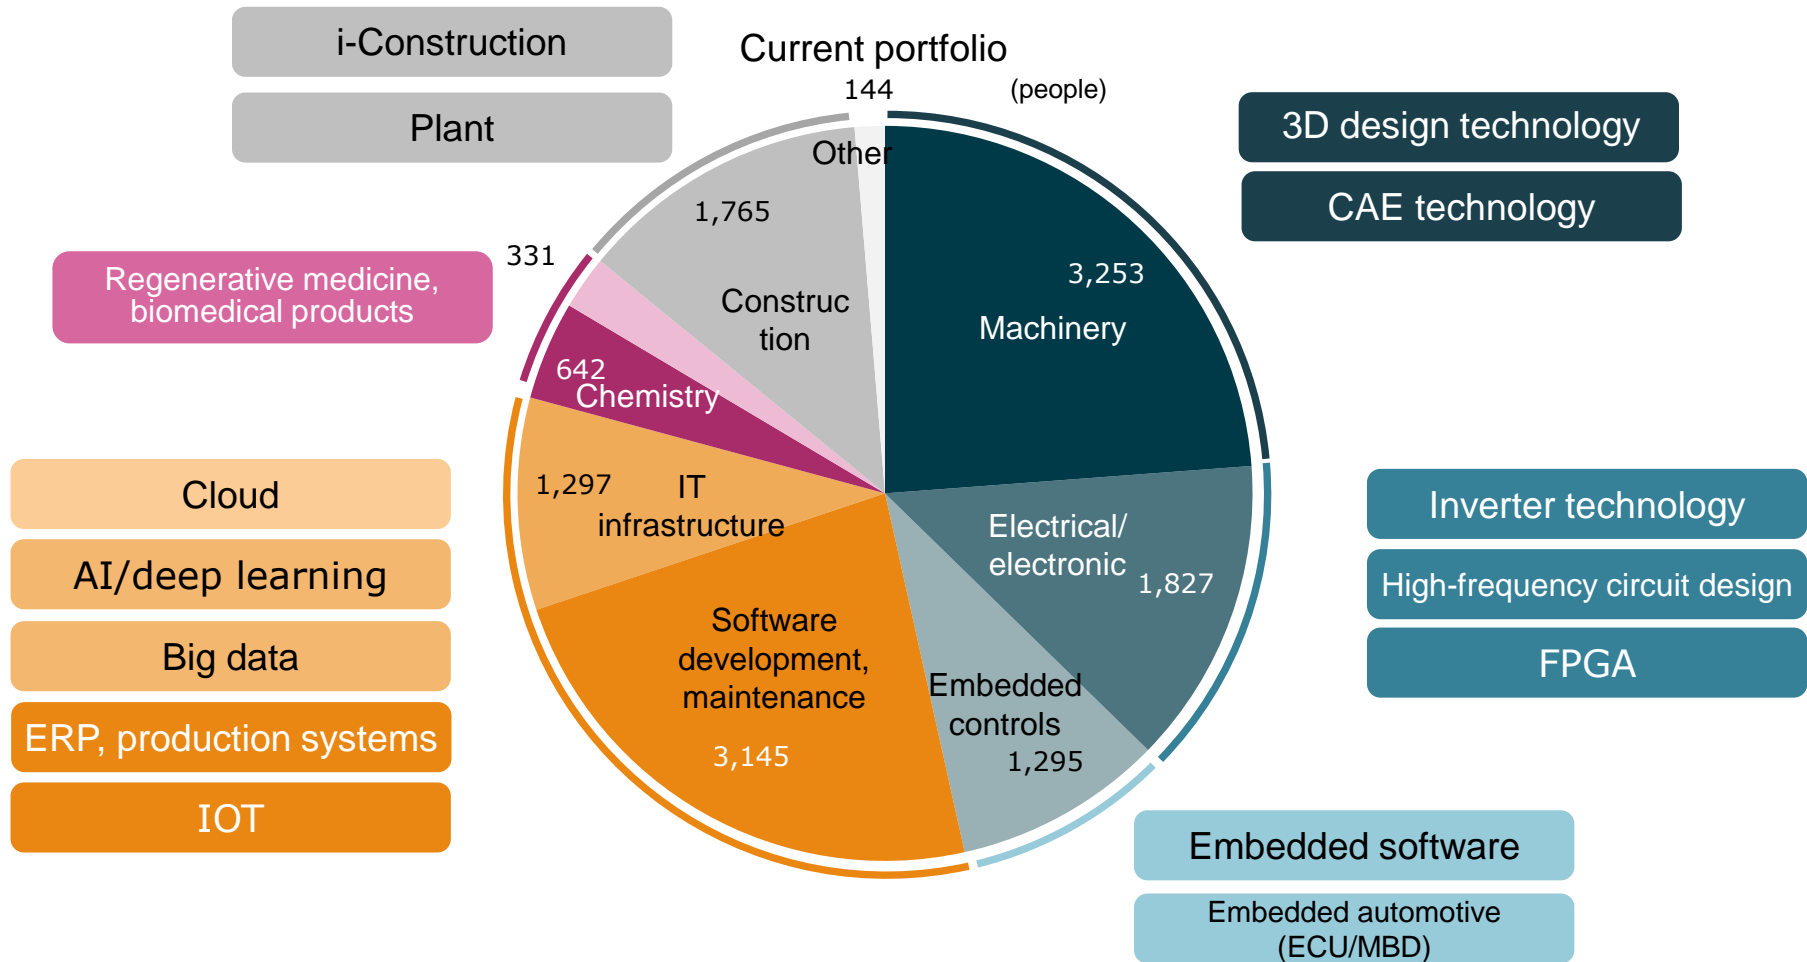 Current portfolio
(people)
i-Construction
Plant
Regenerative medicine,
biomedical products
Cloud
AI/deep learning
Big data
ERP, production systems
IOT
144
Other
1,765
Construc
tion
331
642
Chemistry
1,297
IT
infrastructure
Software
development,
maintenance
3,145
Embedded
controls
1,295
Electrical/
electronic
1,827
3,253
Machinery
3D design technology
CAE technology
Inverter technology
High-frequency circuit design
FPGA
Embedded software
Embedded automotive
(ECU/MBD)